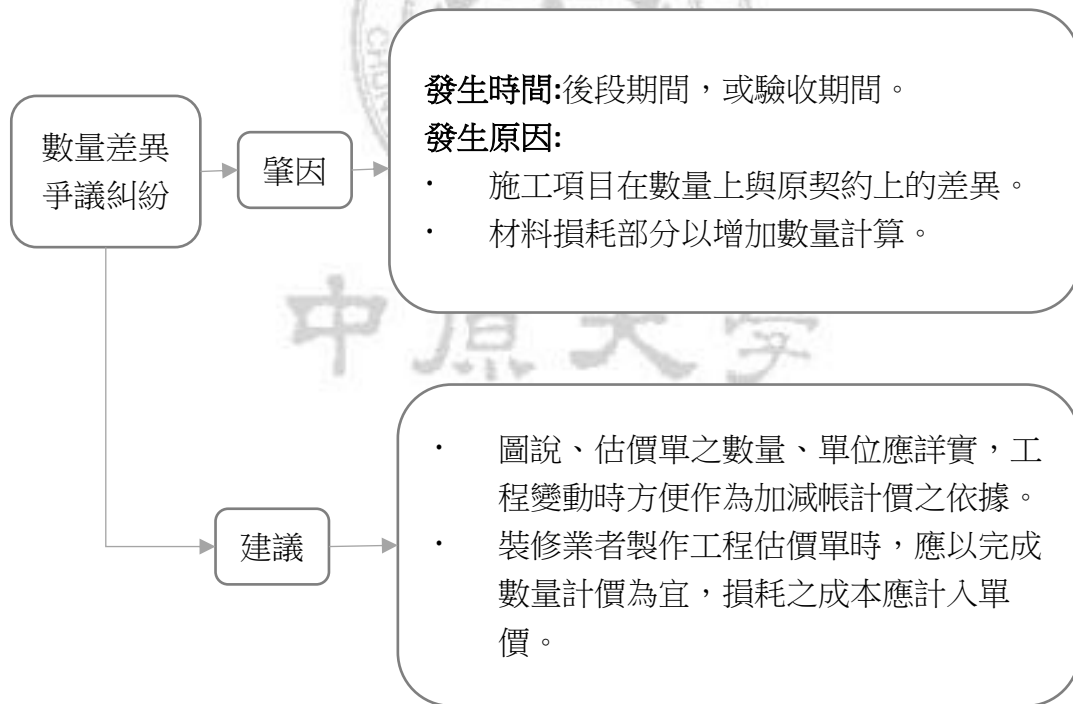 數量差異
爭議糾紛
肇因
發生時間:後段期間，或驗收期間。
發生原因:
· 施工項目在數量上與原契約上的差異。
· 材料損耗部分以增加數量計算。
中原大學
建議
· 圖說、估價單之數量、單位應詳實，工
程變動時方便作為加減帳計價之依據。
· 裝修業者製作工程估價單時，應以完成
數量計價為宜，損耗之成本應計入單
價。